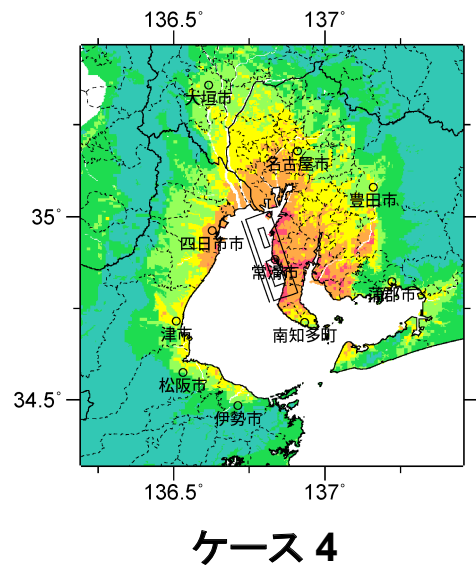 136.5° 137°
大垣市
名古屋市
豊田市
35°
四日市市
常滑市
蒲郡市
津市
南知多町
松阪市
34.5°
伊勢市
136.5° 137°
ケース 4